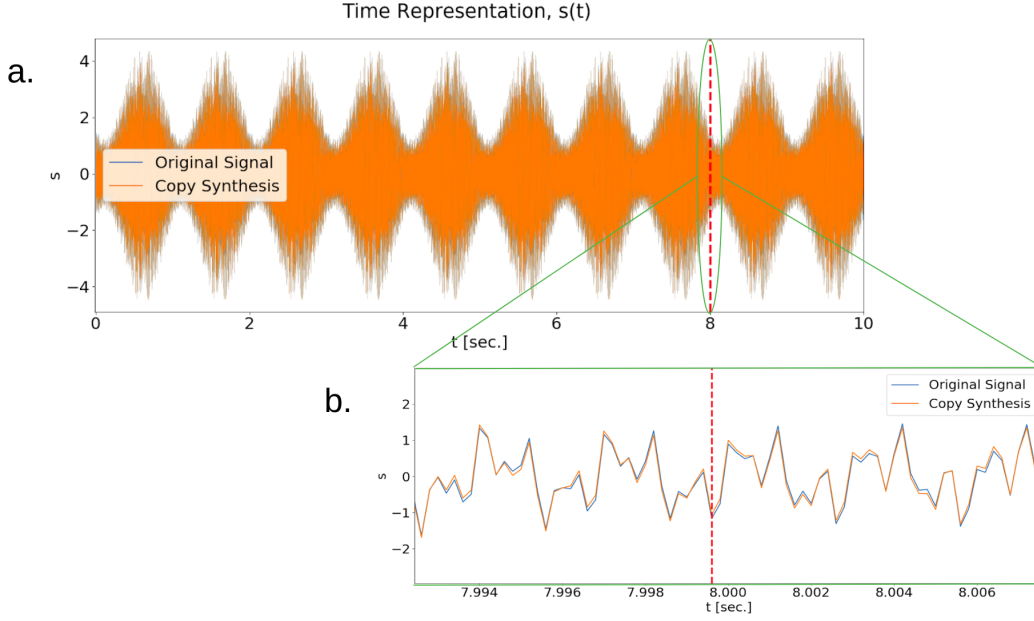 Time Representation, s(t)
a.
4
2
0
−2
−4
s
Original Signal
Copy Synthesis
0 2 4 6 8 10
t [sec.]
b.
2
1
0
−1
−2
s
Original Signal
Copy Synthesis
7.994 7.996 7.998 8.000 8.002 8.004 8.006
t [sec.]